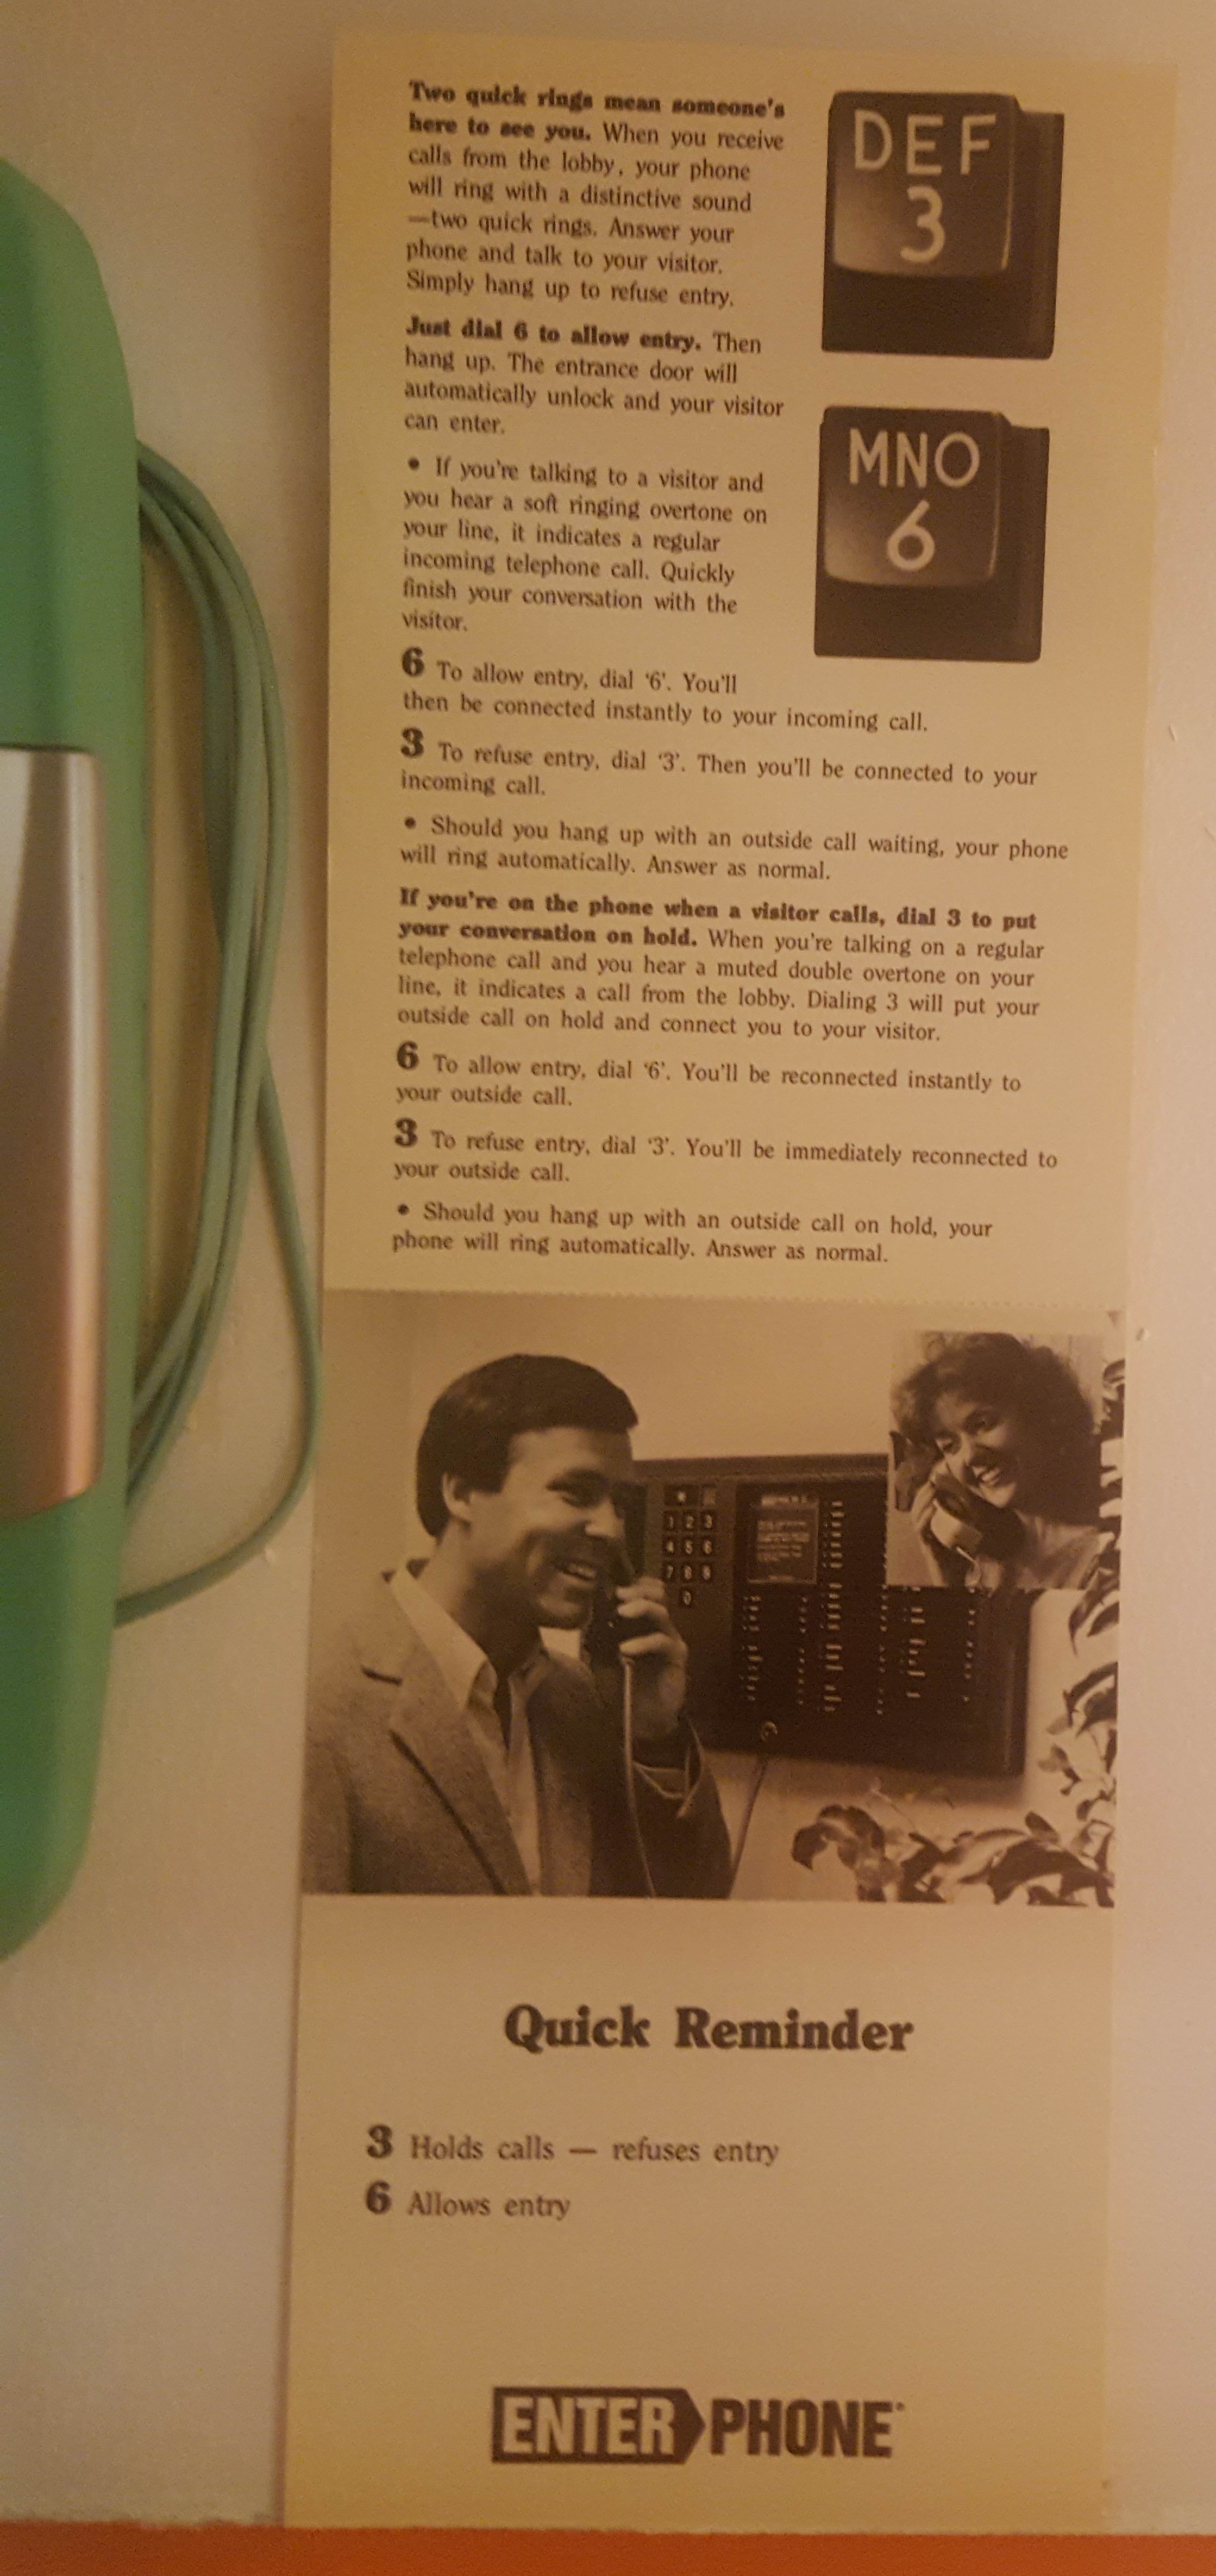 Two quick rings mean someone's
here to see you. When you receive
calls from the lobby, your phone
will ring with a distinctive sound
—two quick rings. Answer your
phone and talk to your visitor.
Simply hang up to refuse entry.
DEF
3
Just dial 6 to allow entry. Then
hang up. The entrance door will
automatically unlock and your visitor
can enter.
MNO
6
• If you're talking to a visitor and
you hear a soft ringing overtone on
your line, it indicates a regular
incoming telephone call. Quickly
finish your conversation with the
visitor.
6 To allow entry, dial '6'. You'll
then be connected instantly to your incoming call.
3 To refuse entry, dial '3'. Then you'll be connected to your
incoming call.
• Should you hang up with an outside call waiting, your phone
will ring automatically. Answer as normal.
If you're on the phone when a visitor calls, dial 3 to put
your conversation on hold. When you're talking on a regular
telephone call and you hear a muted double overtone on your
line, it indicates a call from the lobby. Dialing 3 will put your
outside call on hold and connect you to your visitor.
6 To allow entry, dial '6'. You'll be reconnected instantly to
your outside call.
3 To refuse entry, dial '3'. You'll be immediately reconnected to
your outside call.
• Should you hang up with an outside call on hold, your
phone will ring automatically. Answer as normal.
1 2 3
4 5 6
7 8 9
0
Quick Reminder
3 Holds calls — refuses entry
6 Allows entry
ENTER PHONE